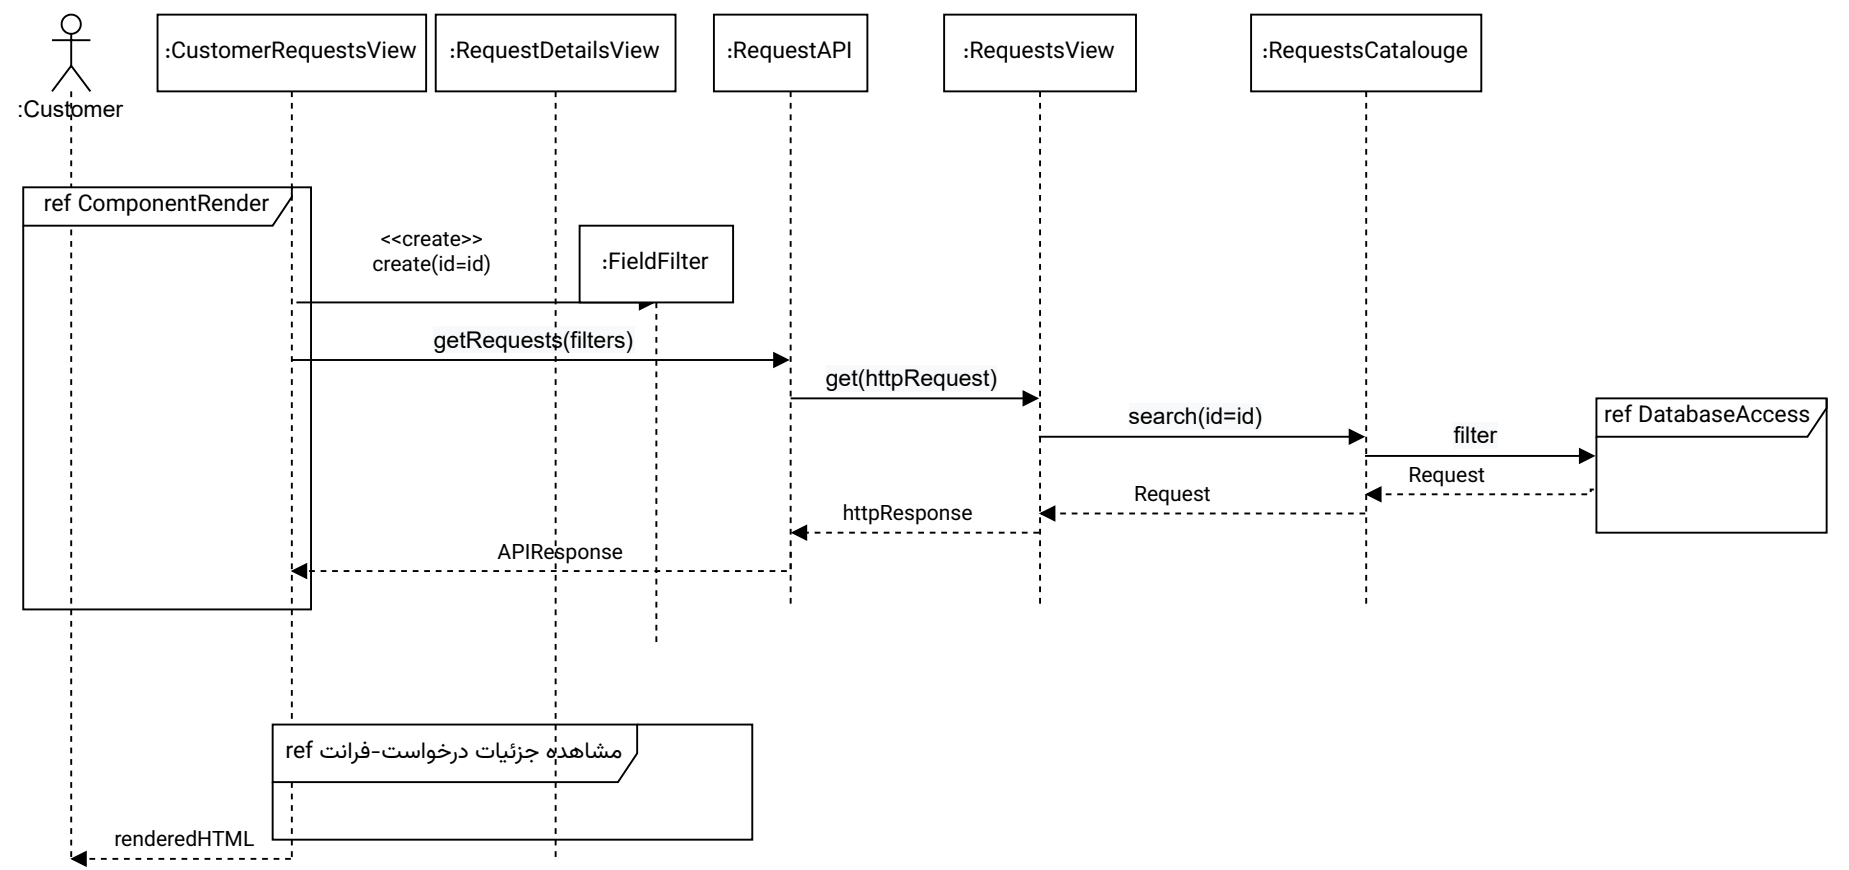 :CustomerRequestsView
:RequestDetailsView
:RequestAPI
:RequestsView
:RequestsCatalouge
:Customer
ref ComponentRender
<<create>>
create(id=id)
:FieldFilter
getRequests(filters)
get(httpRequest)
search(id=id)
ref DatabaseAccess
filter
Request
Request
httpResponse
APIResponse
ref مشاهده جزئیات درخواست-فرانت
renderedHTML